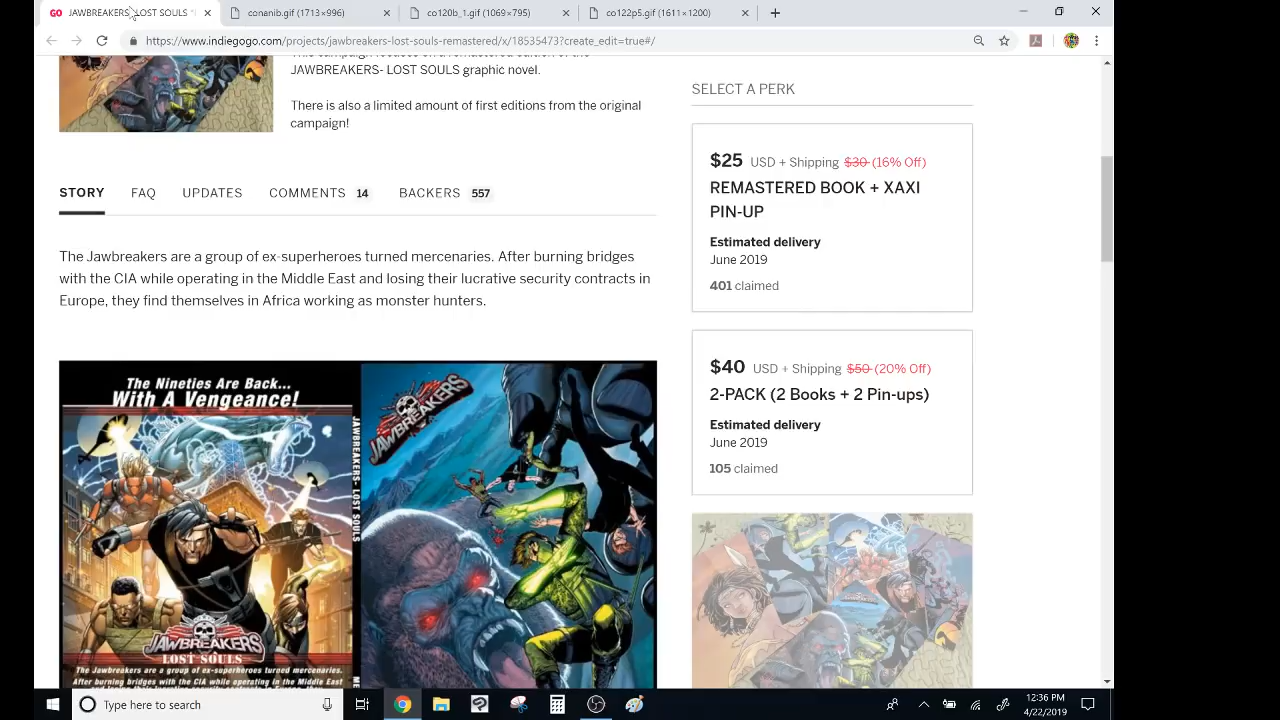 JAWBREAKERS- LOST SOULS
conanib.gif (1713×996)
co120b_1.gif (1069×795)
co122p5.gif (1611×1200)
https://www.indiegogo.com/projects/jawbreakers-lost-souls-remastered/x/18535473?create_edit=true#/
JAWBREAKERS- LOST SOULS graphic novel.
There is also a limited amount of first editions from the original
campaign!
STORY FAQ UPDATES COMMENTS 14 BACKERS 557
The Jawbreakers are a group of ex-superheroes turned mercenaries. After burning bridges
with the CIA while operating in the Middle East and losing their lucrative security contracts in
Europe, they find themselves in Africa working as monster hunters.
The Nineties Are Back...
With A Vengeance!
JAWBREAKERS
JAWBREAKERS- LOST SOULS
JAWBREAKERS
LOST SOULS
The Jawbreakers are a group of ex-superheroes turned mercenaries.
After burning bridges with the CIA while operating in the Middle East
SELECT A PERK
$25 USD + Shipping $30 (16% Off)
REMASTERED BOOK + XAXI
PIN-UP
Estimated delivery
June 2019
401 claimed
$40 USD + Shipping $50 (20% Off)
2-PACK (2 Books + 2 Pin-ups)
Estimated delivery
June 2019
105 claimed
Type here to search
12:36 PM
4/22/2019